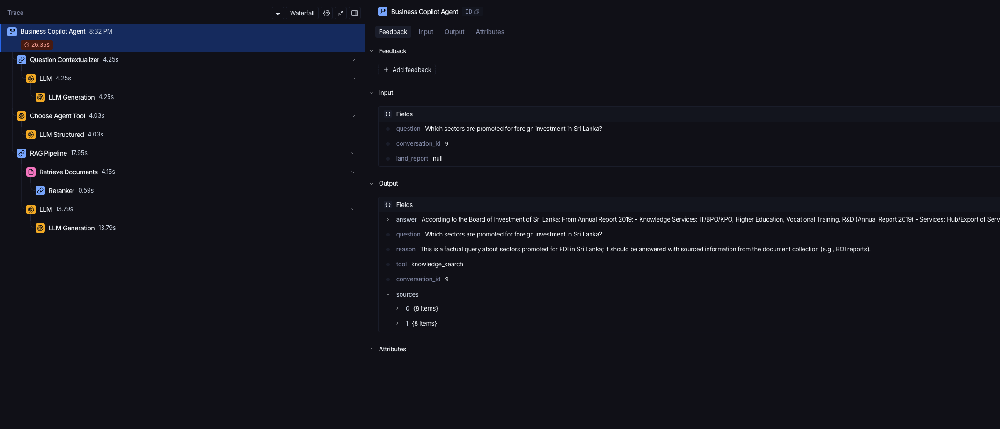 Trace
Waterfall
Business Copilot Agent 8:32 PM
26.35s
Question Contextualizer 4.25s
LLM 4.25s
LLM Generation 4.25s
Choose Agent Tool 4.03s
LLM Structured 4.03s
RAG Pipeline 17.95s
Retrieve Documents 4.15s
Reranker 0.59s
LLM 13.79s
LLM Generation 13.79s
Business Copilot Agent ID
Feedback Input Output Attributes
Feedback
+ Add feedback
Input
{} Fields
question Which sectors are promoted for foreign investment in Sri Lanka?
conversation_id 9
land_report null
Output
{} Fields
answer According to the Board of Investment of Sri Lanka: From Annual Report 2019: - Knowledge Services: IT/BPO/KPO, Higher Education, Vocational Training, R&D (Annual Report 2019) - Services: Hub/Export of Serv
question Which sectors are promoted for foreign investment in Sri Lanka?
reason This is a factual query about sectors promoted for FDI in Sri Lanka; it should be answered with sourced information from the document collection (e.g., BOI reports).
tool knowledge_search
conversation_id 9
sources
0 {8 items}
1 {8 items}
Attributes